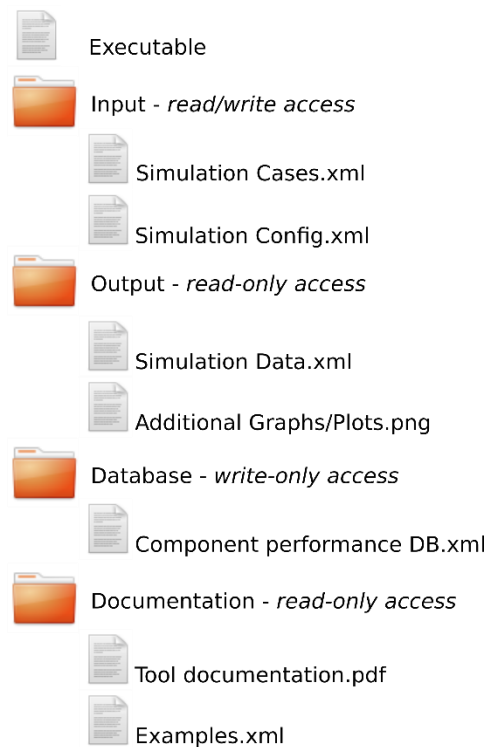 Executable
Input - read/write access
Simulation Cases.xml
Simulation Config.xml
Output - read-only access
Simulation Data.xml
Additional Graphs/Plots.png
Database - write-only access
Component performance DB.xml
Documentation - read-only access
Tool documentation.pdf
Examples.xml